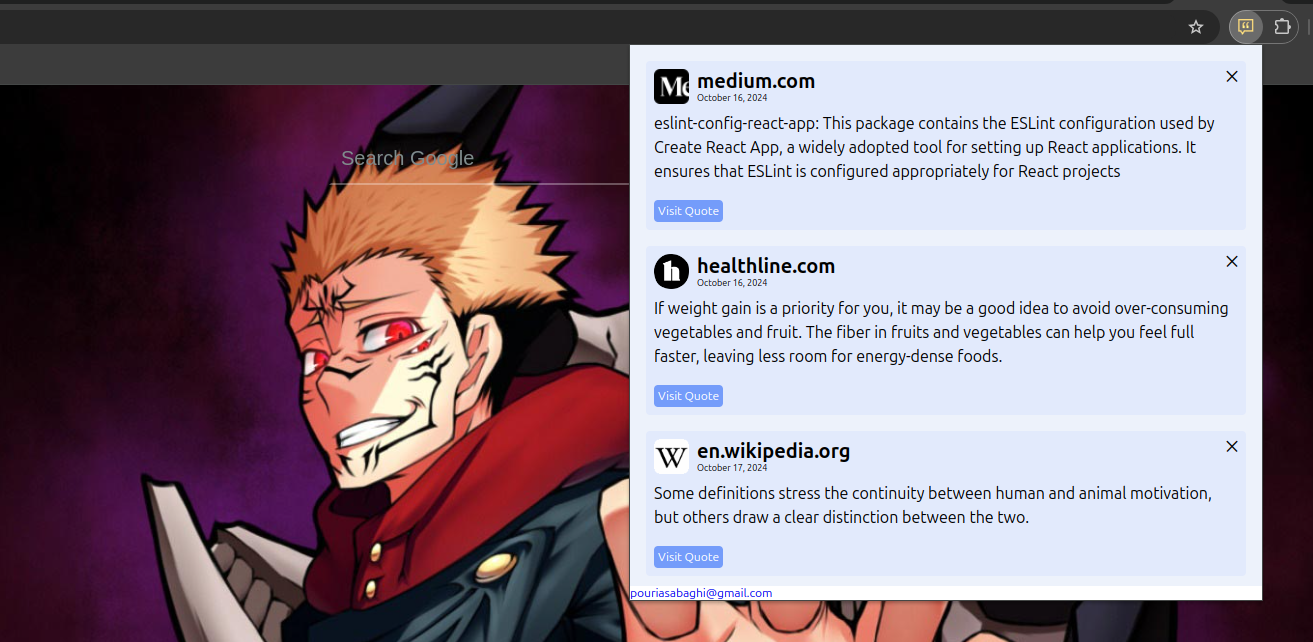 Search Google
medium.com
October 16, 2024
eslint-config-react-app: This package contains the ESLint configuration used by
Create React App, a widely adopted tool for setting up React applications. It
ensures that ESLint is configured appropriately for React projects
Visit Quote
h
healthline.com
October 16, 2024
If weight gain is a priority for you, it may be a good idea to avoid over-consuming
vegetables and fruit. The fiber in fruits and vegetables can help you feel full
faster, leaving less room for energy-dense foods.
Visit Quote
W
en.wikipedia.org
October 17, 2024
Some definitions stress the continuity between human and animal motivation,
but others draw a clear distinction between the two.
Visit Quote
pouriasabaghi@gmail.com